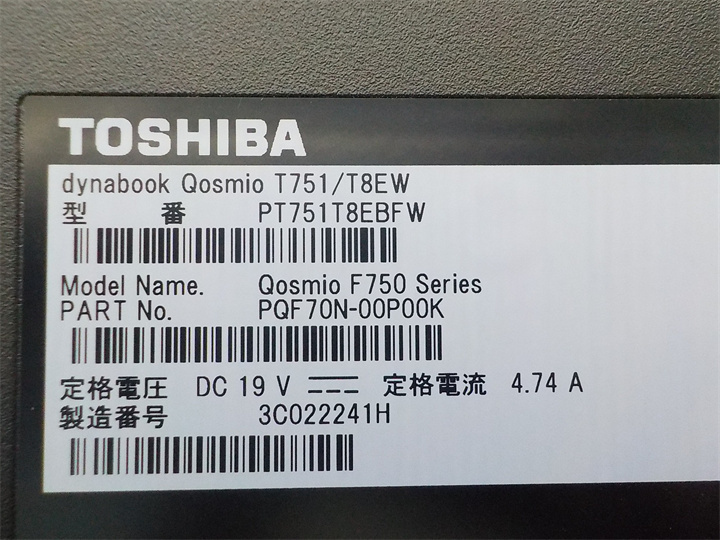 TOSHIBA
dynabook Qosmio T751/T8EW
型 番 PT751T8EBFW
Model Name. Qosmio F750 Series
PART No. PQF70N-00P00K
定格電圧 DC 19 V 定格電流 4.74 A
製造番号 3C022241H